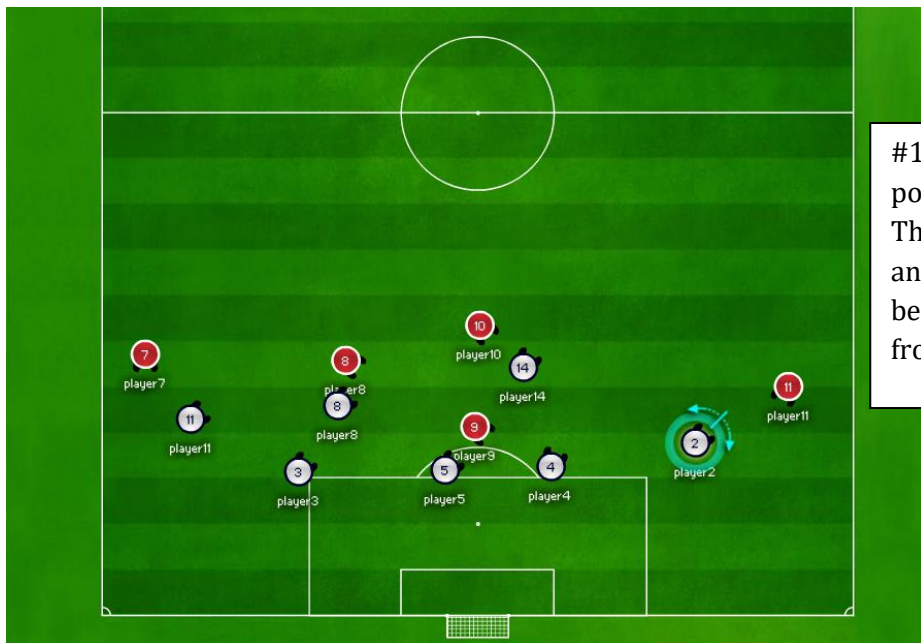 #1
po
Th
an
be
fro
10
player10
7
player7
8
player8
14
player14
11
player11
11
player11
8
player8
9
player9
2
player2
3
player3
5
player5
4
player4